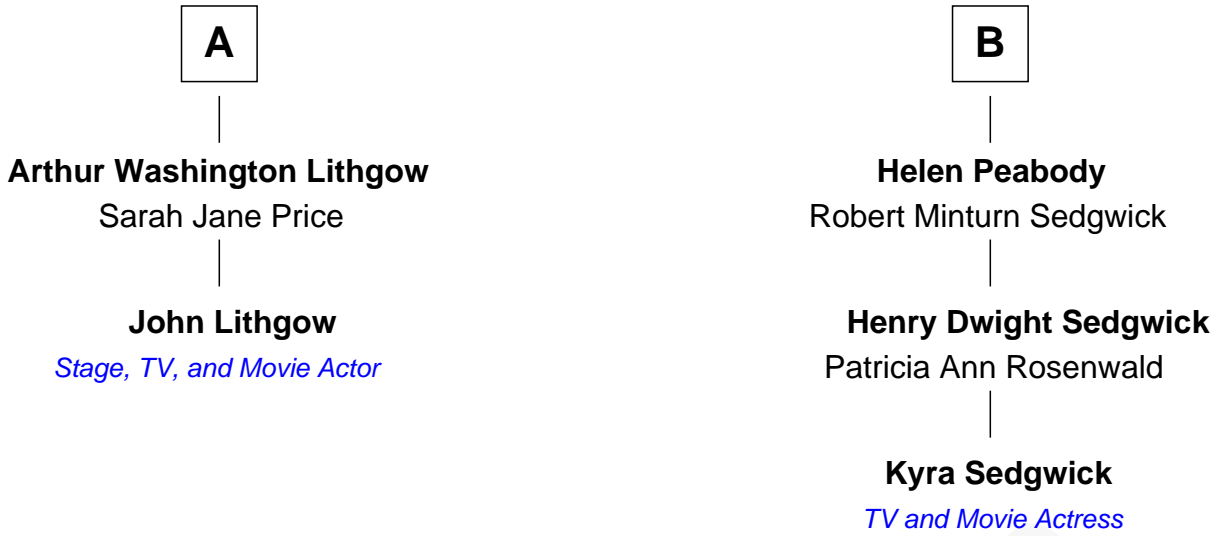 A
Arthur Washington Lithgow
Sarah Jane Price
John Lithgow
Stage, TV, and Movie Actor
B
Helen Peabody
Robert Minturn Sedgwick
Henry Dwight Sedgwick
Patricia Ann Rosenwald
Kyra Sedgwick
TV and Movie Actress